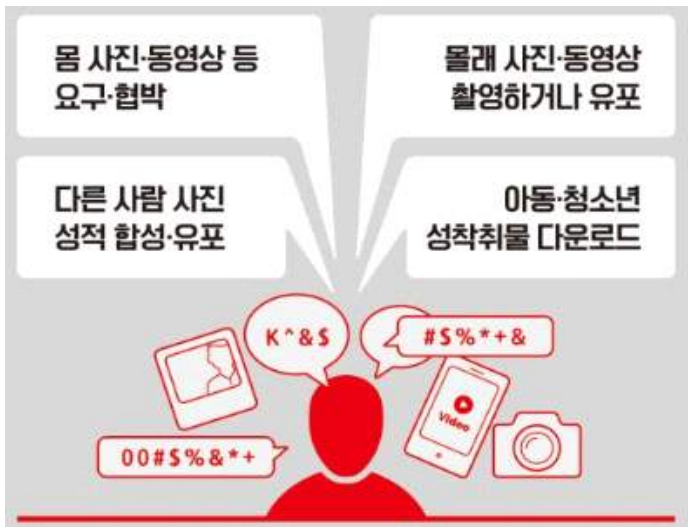 몸 사진·동영상 등
요구·협박
몰래 사진·동영상
촬영하거나 유포
다른 사람 사진
성적 합성·유포
아동·청소년
성착취물 다운로드
K^&$
#$%*+&
Video
00#$%&*+